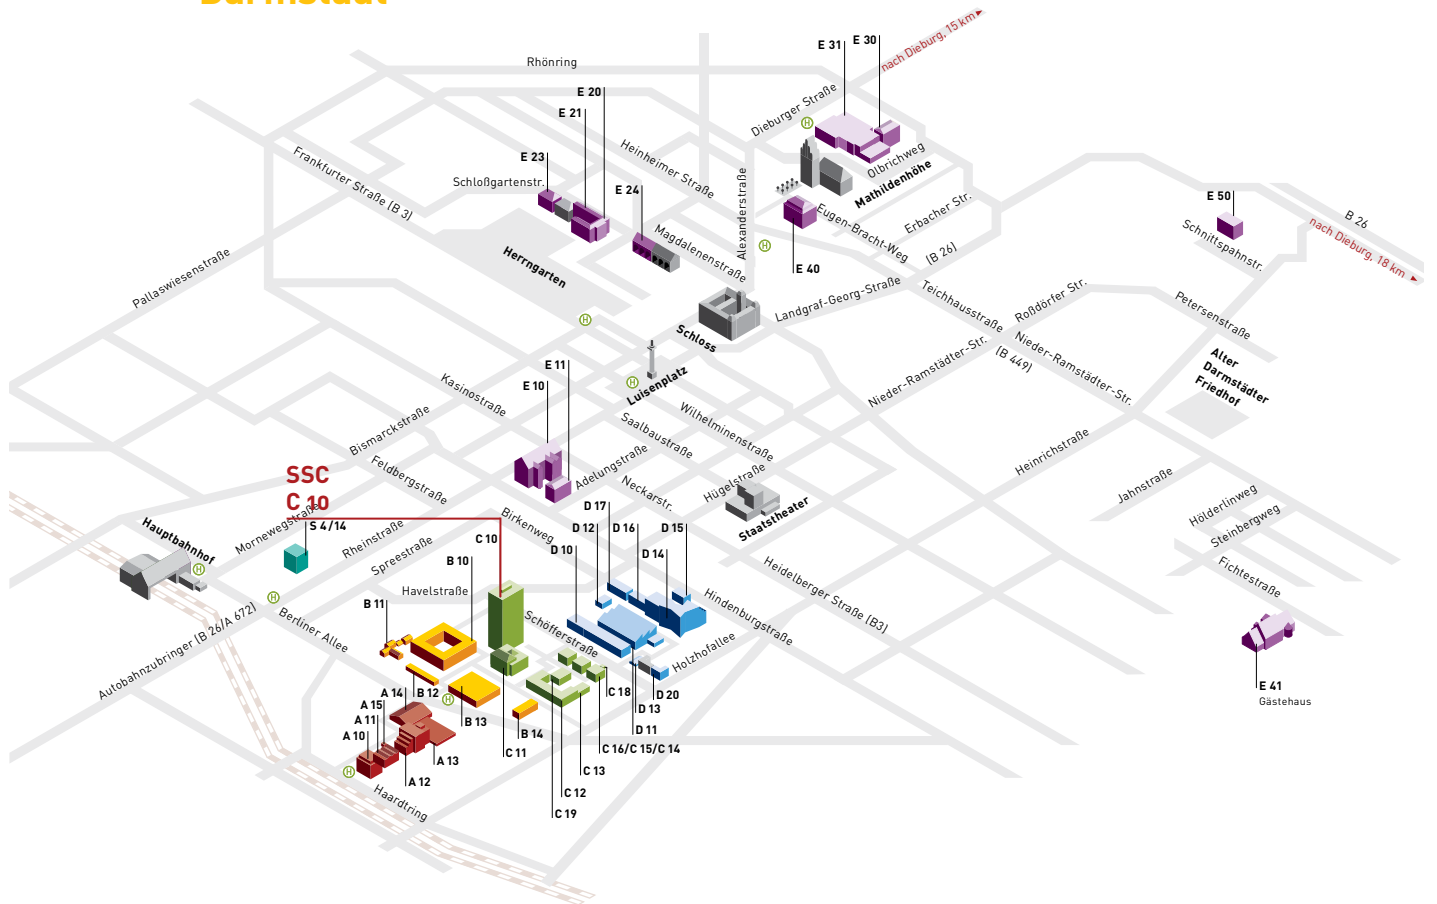 Darmstadt
nach Dieburg, 15 km
E 31
E 30
Rhönring
E 20
E 21
Dieburger Straße
E 23
Heinheimer Straße
Olbrichweg
Frankfurter Straße (B 3)
Schloßgartenstr.
E 24
Mathildenhöhe
Alexanderstraße
Eugen-Bracht-Weg
Erbacher Str.
E 50
B 26
Schnittspahnstr.
nach Dieburg, 18 km
Magdalenenstraße
(B 26)
Herrngarten
E 40
Pallaswiesenstraße
Landgraf-Georg-Straße
Teichhausstraße
Roßdörfer Str.
Petersenstraße
H
H
H
Schloss
Nieder-Ramstädter-Str.
(B 449)
Nieder-Ramstädter-Str.
Alter
Darmstädter
Friedhof
E 11
E 10
H
Luisenplatz
Kasinostraße
Bismarckstraße
Saalbaustraße
Wilhelminenstraße
Feldbergstraße
Adelungstraße
Heinrichstraße
Neckarstr.
Hügelstraße
Jahnstraße
SSC
C 10
Hölderlinweg
Steinbergweg
Staatstheater
Mornewegstraße
S 4/14
Hauptbahnhof
Rheinstraße
Birkenweg
D 17
D 12
D 16
D 15
C 10
D 10
D 14
Spreestraße
B 10
H
Heidelberger Straße (B3)
Fichtestraße
Havelstraße
H
B 11
Berliner Allee
Schöfferstraße
Hindenburgstraße
Autobahnzubringer (B 26/A 672)
Holzhofallee
E 41
Gästehaus
A 14
B 12
H
C 18
D 20
A 15
D 13
A 11
B 13
A 10
B 14
D 11
C 11
C 16/C 15/C 14
A 13
H
A 12
C 13
C 12
Haardtring
C 19